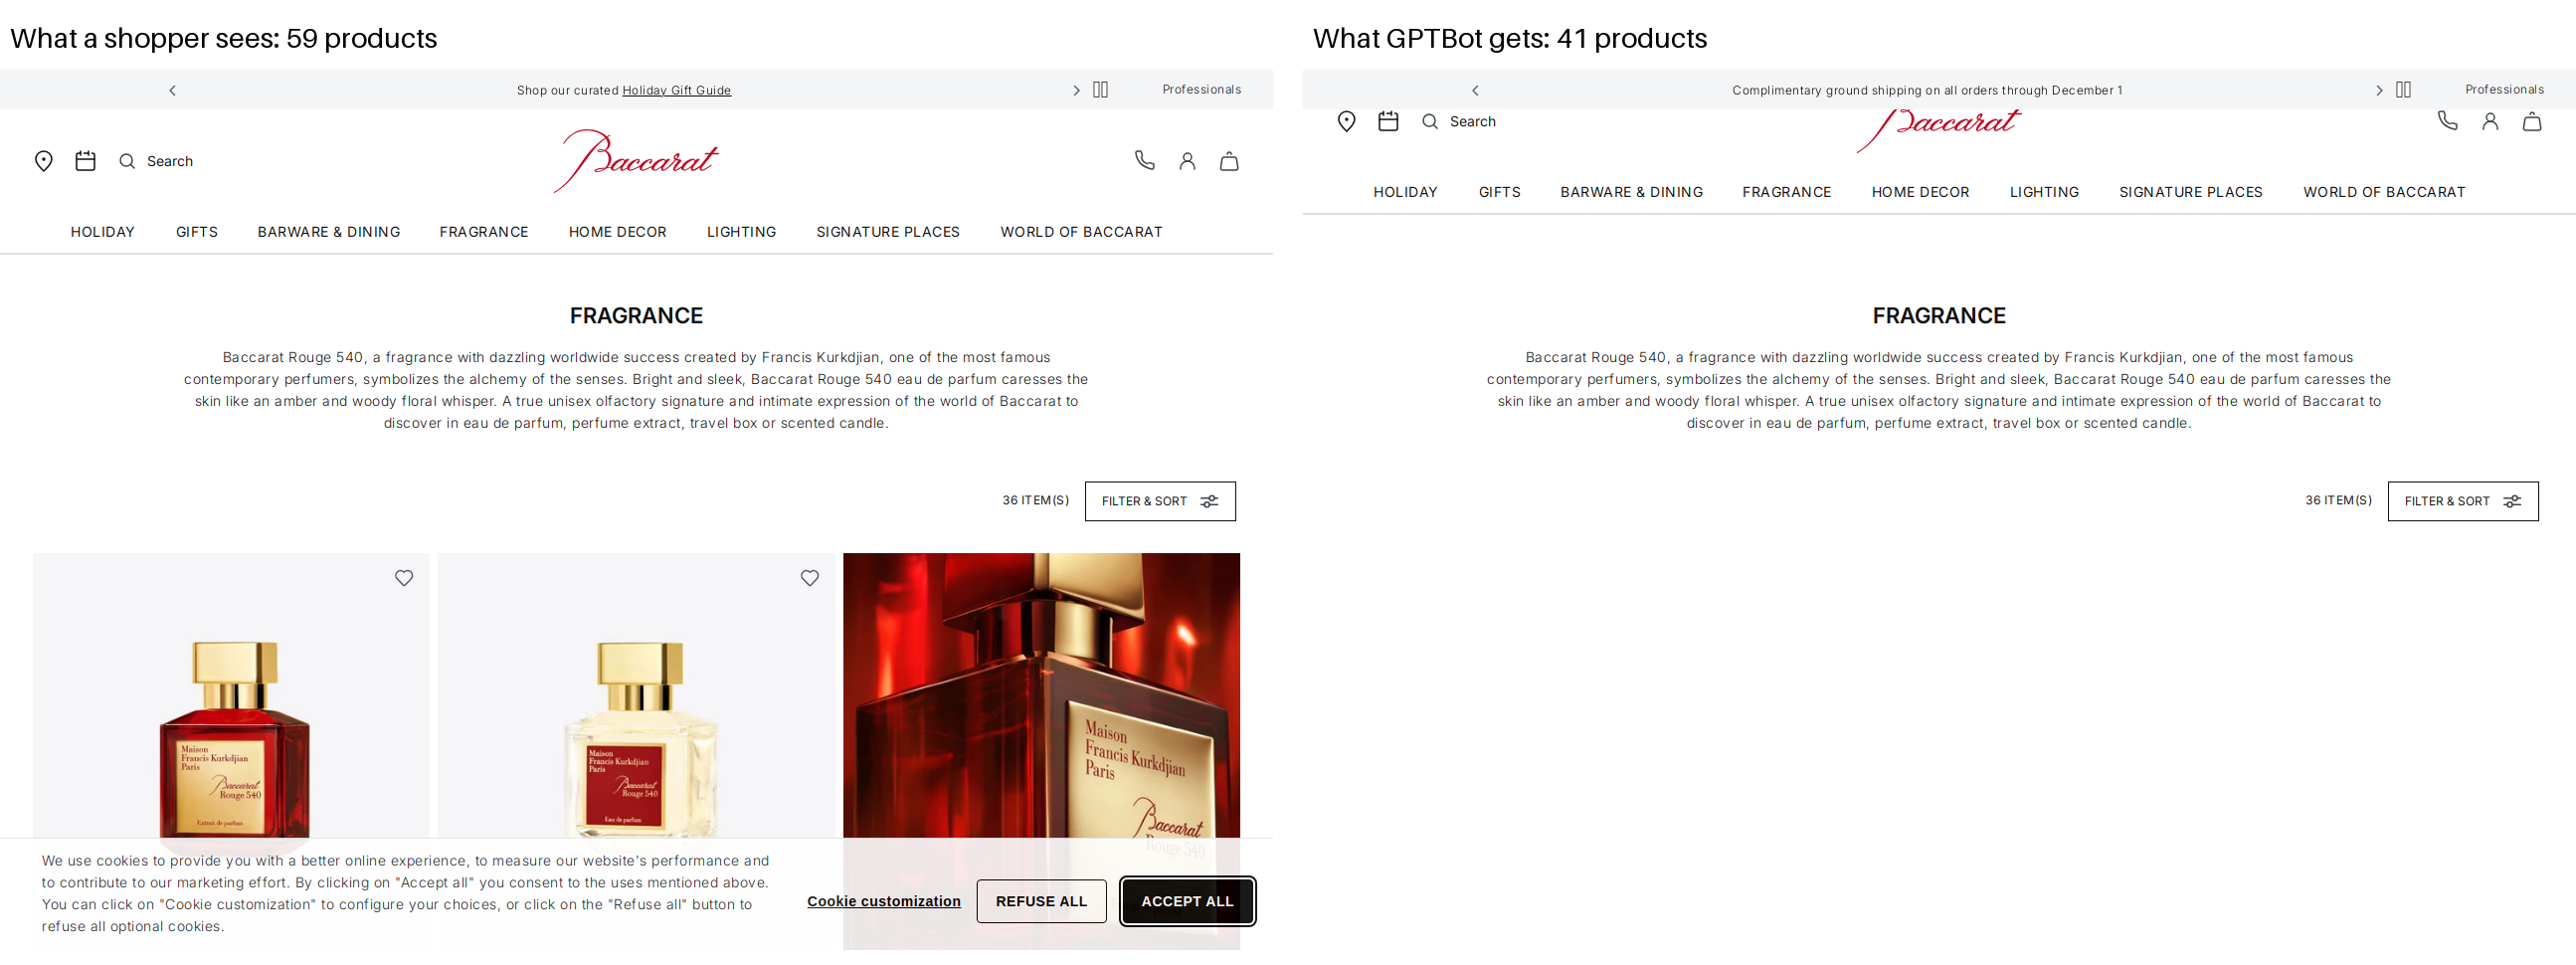 What a shopper sees: 59 products
Shop our curated Holiday Gift Guide
Professionals
Search
Baccarat
HOLIDAY GIFTS BARWARE & DINING FRAGRANCE HOME DECOR LIGHTING SIGNATURE PLACES WORLD OF BACCARAT
FRAGRANCE
Baccarat Rouge 540, a fragrance with dazzling worldwide success created by Francis Kurkdjian, one of the most famous
contemporary perfumers, symbolizes the alchemy of the senses. Bright and sleek, Baccarat Rouge 540 eau de parfum caresses the
skin like an amber and woody floral whisper. A true unisex olfactory signature and intimate expression of the world of Baccarat to
discover in eau de parfum, perfume extract, travel box or scented candle.
36 ITEM(S)
FILTER & SORT
Maison
Francis Kurkdjian
Paris
Baccarat
Rouge 540
Extrait de parfum
Maison
Francis Kurkdjian
Paris
Baccarat
Rouge 540
Eau de parfum
Maison
Francis Kurkdjian
Paris
Baccarat
Rouge 540
We use cookies to provide you with a better online experience, to measure our website's performance and
to contribute to our marketing effort. By clicking on "Accept all" you consent to the uses mentioned above.
You can click on "Cookie customization" to configure your choices, or click on the "Refuse all" button to
refuse all optional cookies.
Cookie customization
REFUSE ALL
ACCEPT ALL
What GPTBot gets: 41 products
Complimentary ground shipping on all orders through December 1
Professionals
Search
Baccarat
HOLIDAY GIFTS BARWARE & DINING FRAGRANCE HOME DECOR LIGHTING SIGNATURE PLACES WORLD OF BACCARAT
FRAGRANCE
Baccarat Rouge 540, a fragrance with dazzling worldwide success created by Francis Kurkdjian, one of the most famous
contemporary perfumers, symbolizes the alchemy of the senses. Bright and sleek, Baccarat Rouge 540 eau de parfum caresses the
skin like an amber and woody floral whisper. A true unisex olfactory signature and intimate expression of the world of Baccarat to
discover in eau de parfum, perfume extract, travel box or scented candle.
36 ITEM(S)
FILTER & SORT